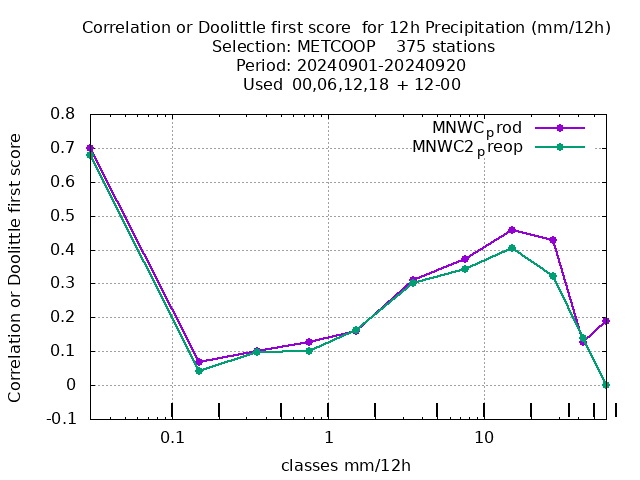 Correlation or Doolittle first score  for 12h Precipitation (mm/12h)
Selection: METCOOP    375 stations
Period: 20240901-20240920
Used  00,06,12,18  + 12-00
MNWCprod
MNWC2preop
0.8
0.7
0.6
0.5
0.4
0.3
0.2
0.1
0
-0.1
Correlation or Doolittle first score
0.1
1
10
classes mm/12h